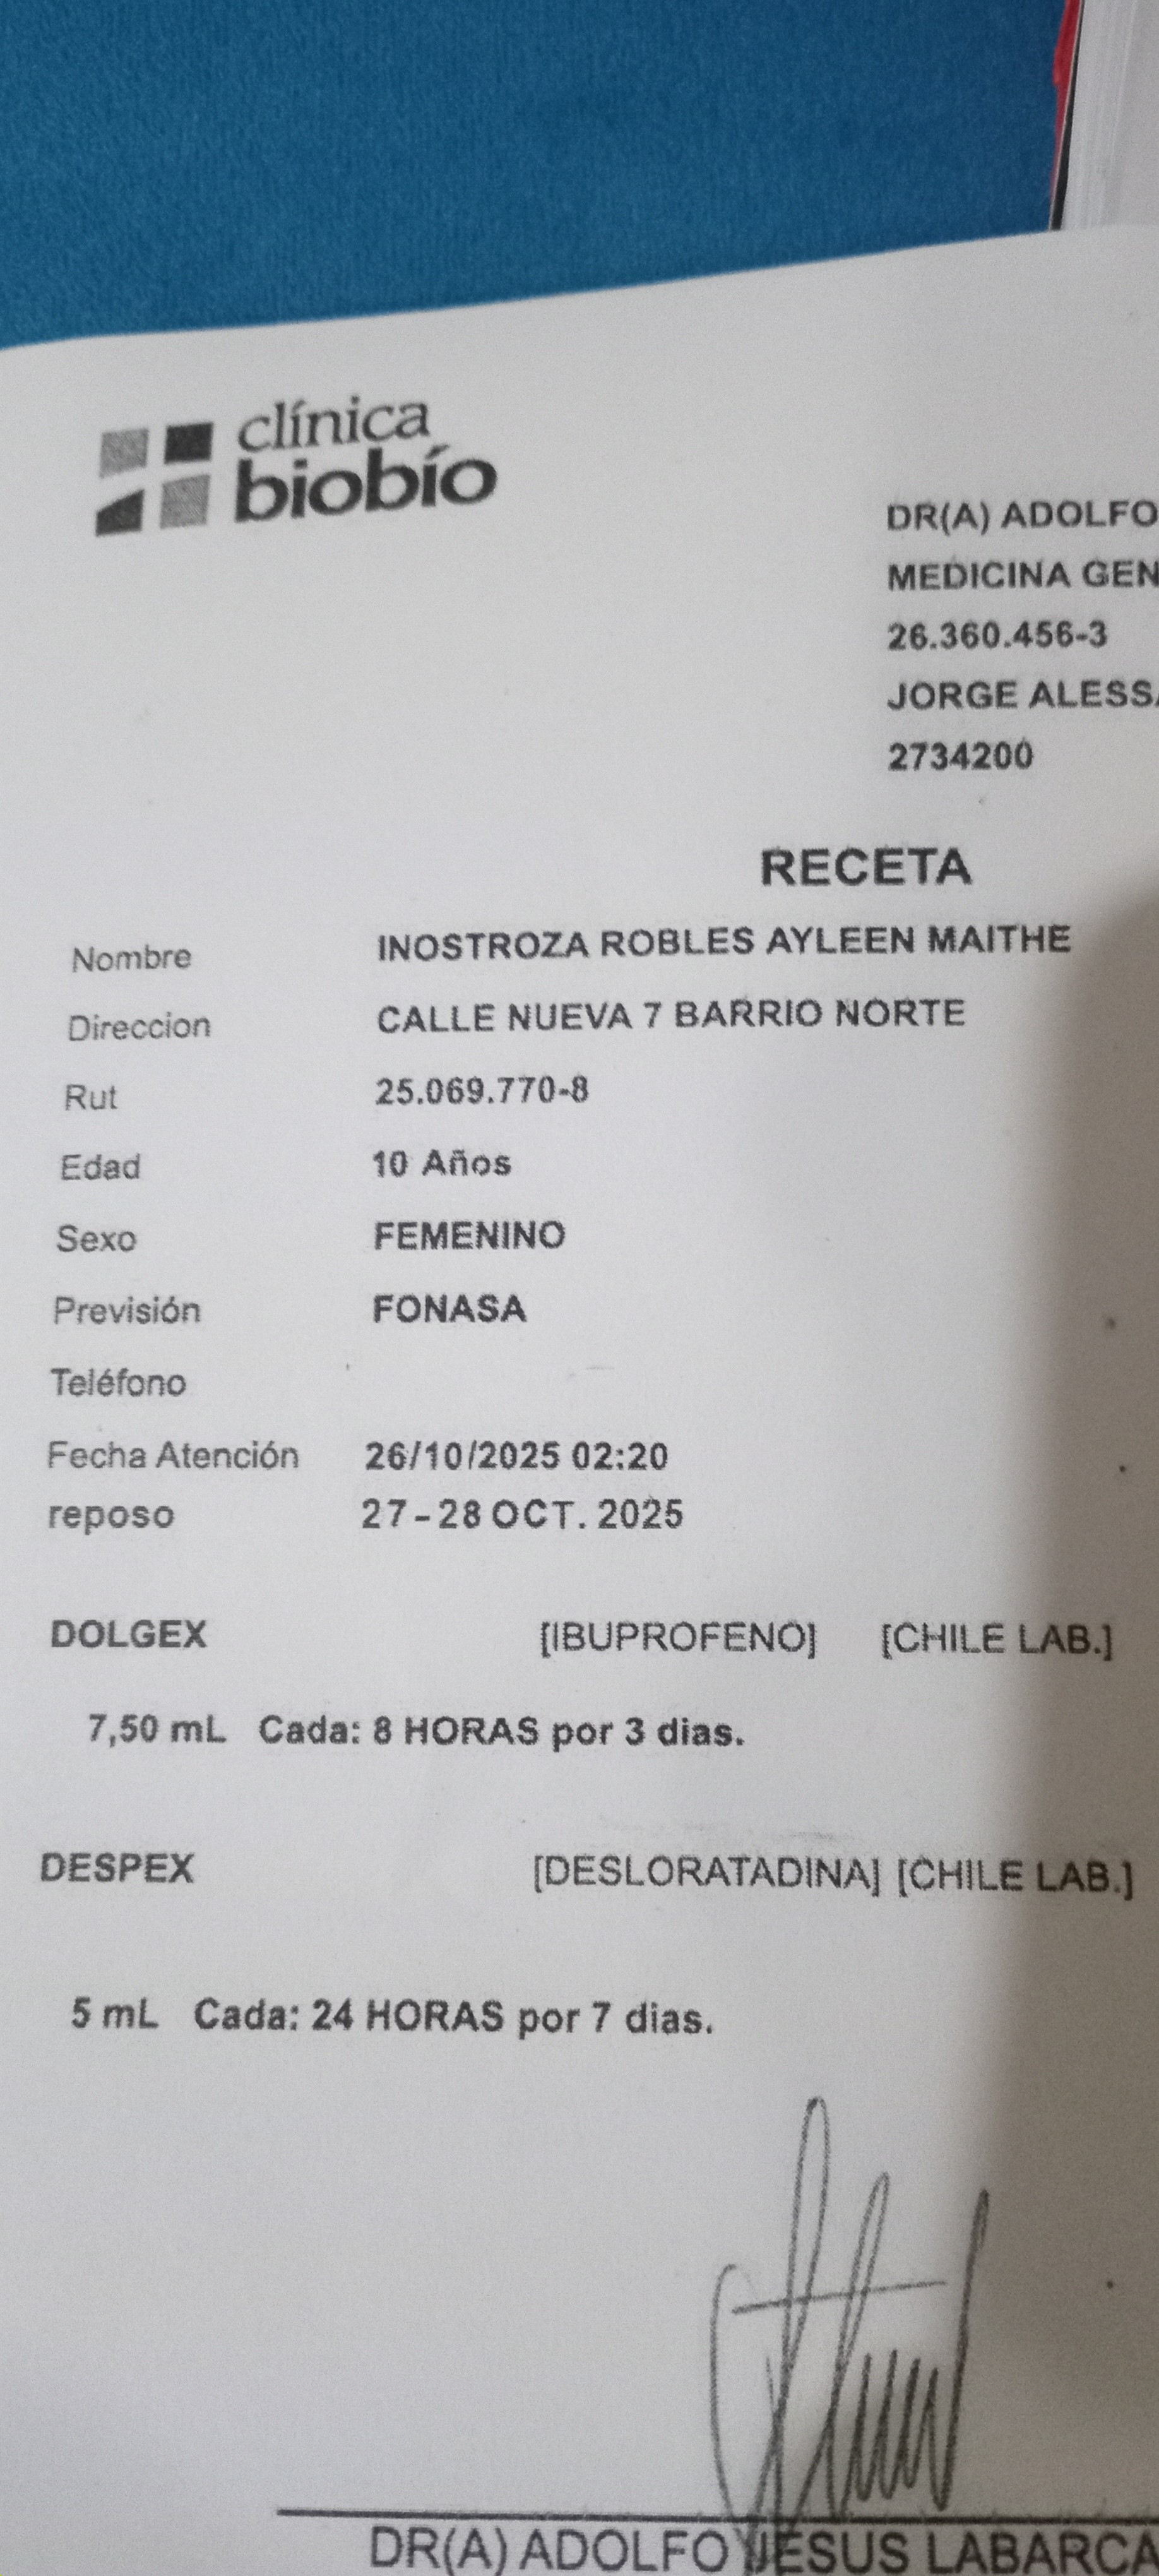 clínica
biobío
DR(A) ADOLFO
MEDICINA GEN
26.360.456-3
JORGE ALESSA
2734200
RECETA
Nombre INOSTROZA ROBLES AYLEEN MAITHE
Direccion CALLE NUEVA 7 BARRIO NORTE
Rut 25.069.770-8
Edad 10 Años
Sexo FEMENINO
Previsión FONASA
Teléfono
Fecha Atención 26/10/2025 02:20
reposo 27-28 OCT. 2025
DOLGEX [IBUPROFENO] [CHILE LAB.]
7,50 mL Cada: 8 HORAS por 3 dias.
DESPEX [DESLORATADINA] [CHILE LAB.]
5 mL Cada: 24 HORAS por 7 dias.
DR(A) ADOLFO JESUS LABARCA